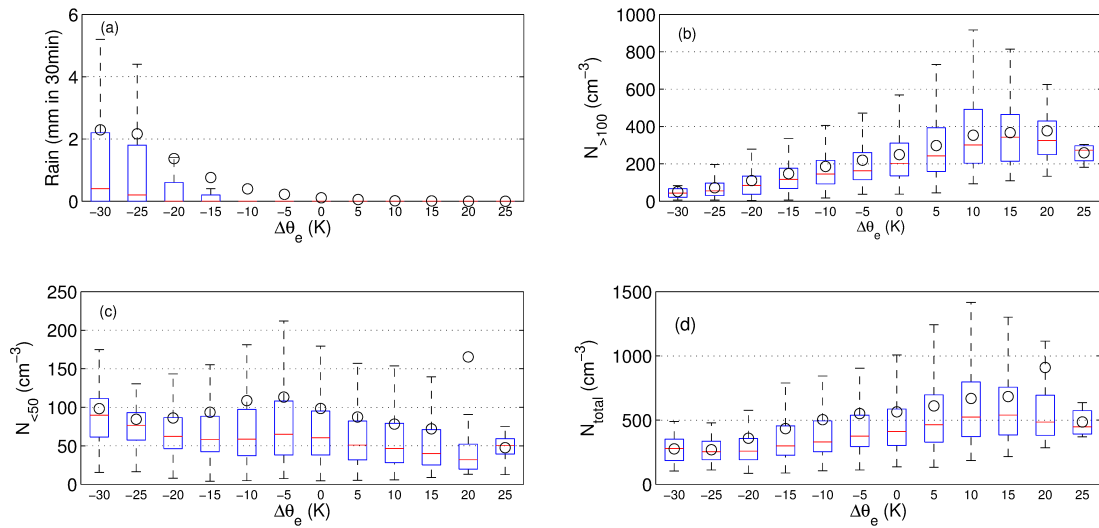 (a)
Rain (mm in 30min)
6
4
2
0
−30 −25 −20 −15 −10 −5 0 5 10 15 20 25
Δθe (K)
(b)
N>100 (cm−3)
1000
800
600
400
200
0
−30 −25 −20 −15 −10 −5 0 5 10 15 20 25
Δθe (K)
(c)
N<50 (cm−3)
250
200
150
100
50
0
−30 −25 −20 −15 −10 −5 0 5 10 15 20 25
Δθe (K)
(d)
Ntotal (cm−3)
1500
1000
500
0
−30 −25 −20 −15 −10 −5 0 5 10 15 20 25
Δθe (K)